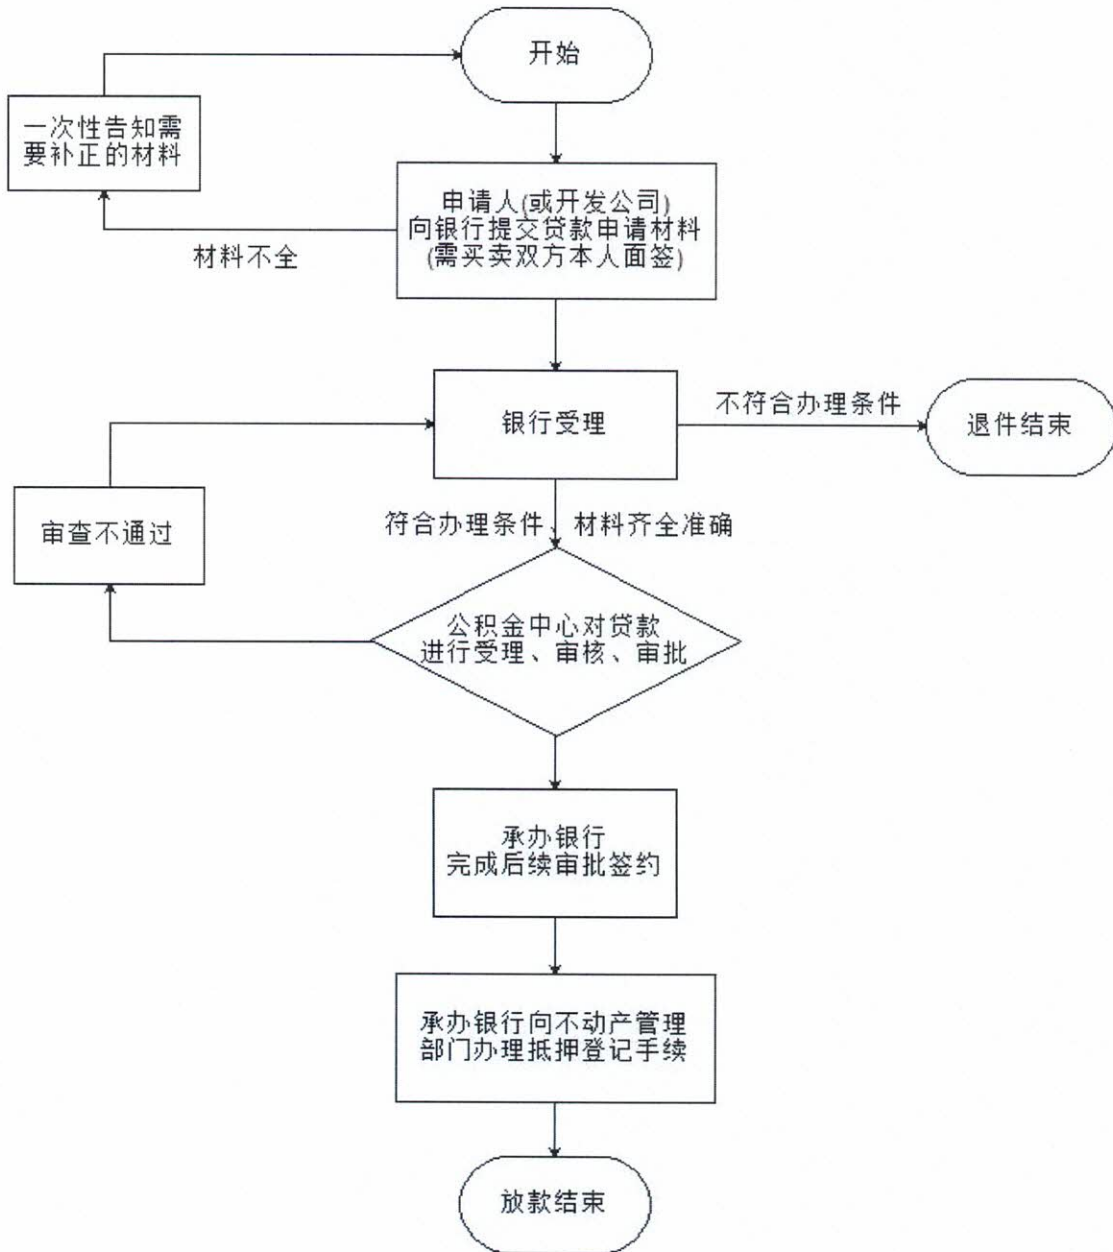 开始
一次性告知需
要补正的材料
申请人(或开发公司)
向银行提交贷款申请材料
(需买卖双方本人面签)
材料不全
银行受理
不符合办理条件
退件结束
审查不通过
符合办理条件、材料齐全准确
公积金中心对贷款
进行受理、审核、审批
承办银行
完成后续审批签约
承办银行向不动产管理
部门办理抵押登记手续
放款结束